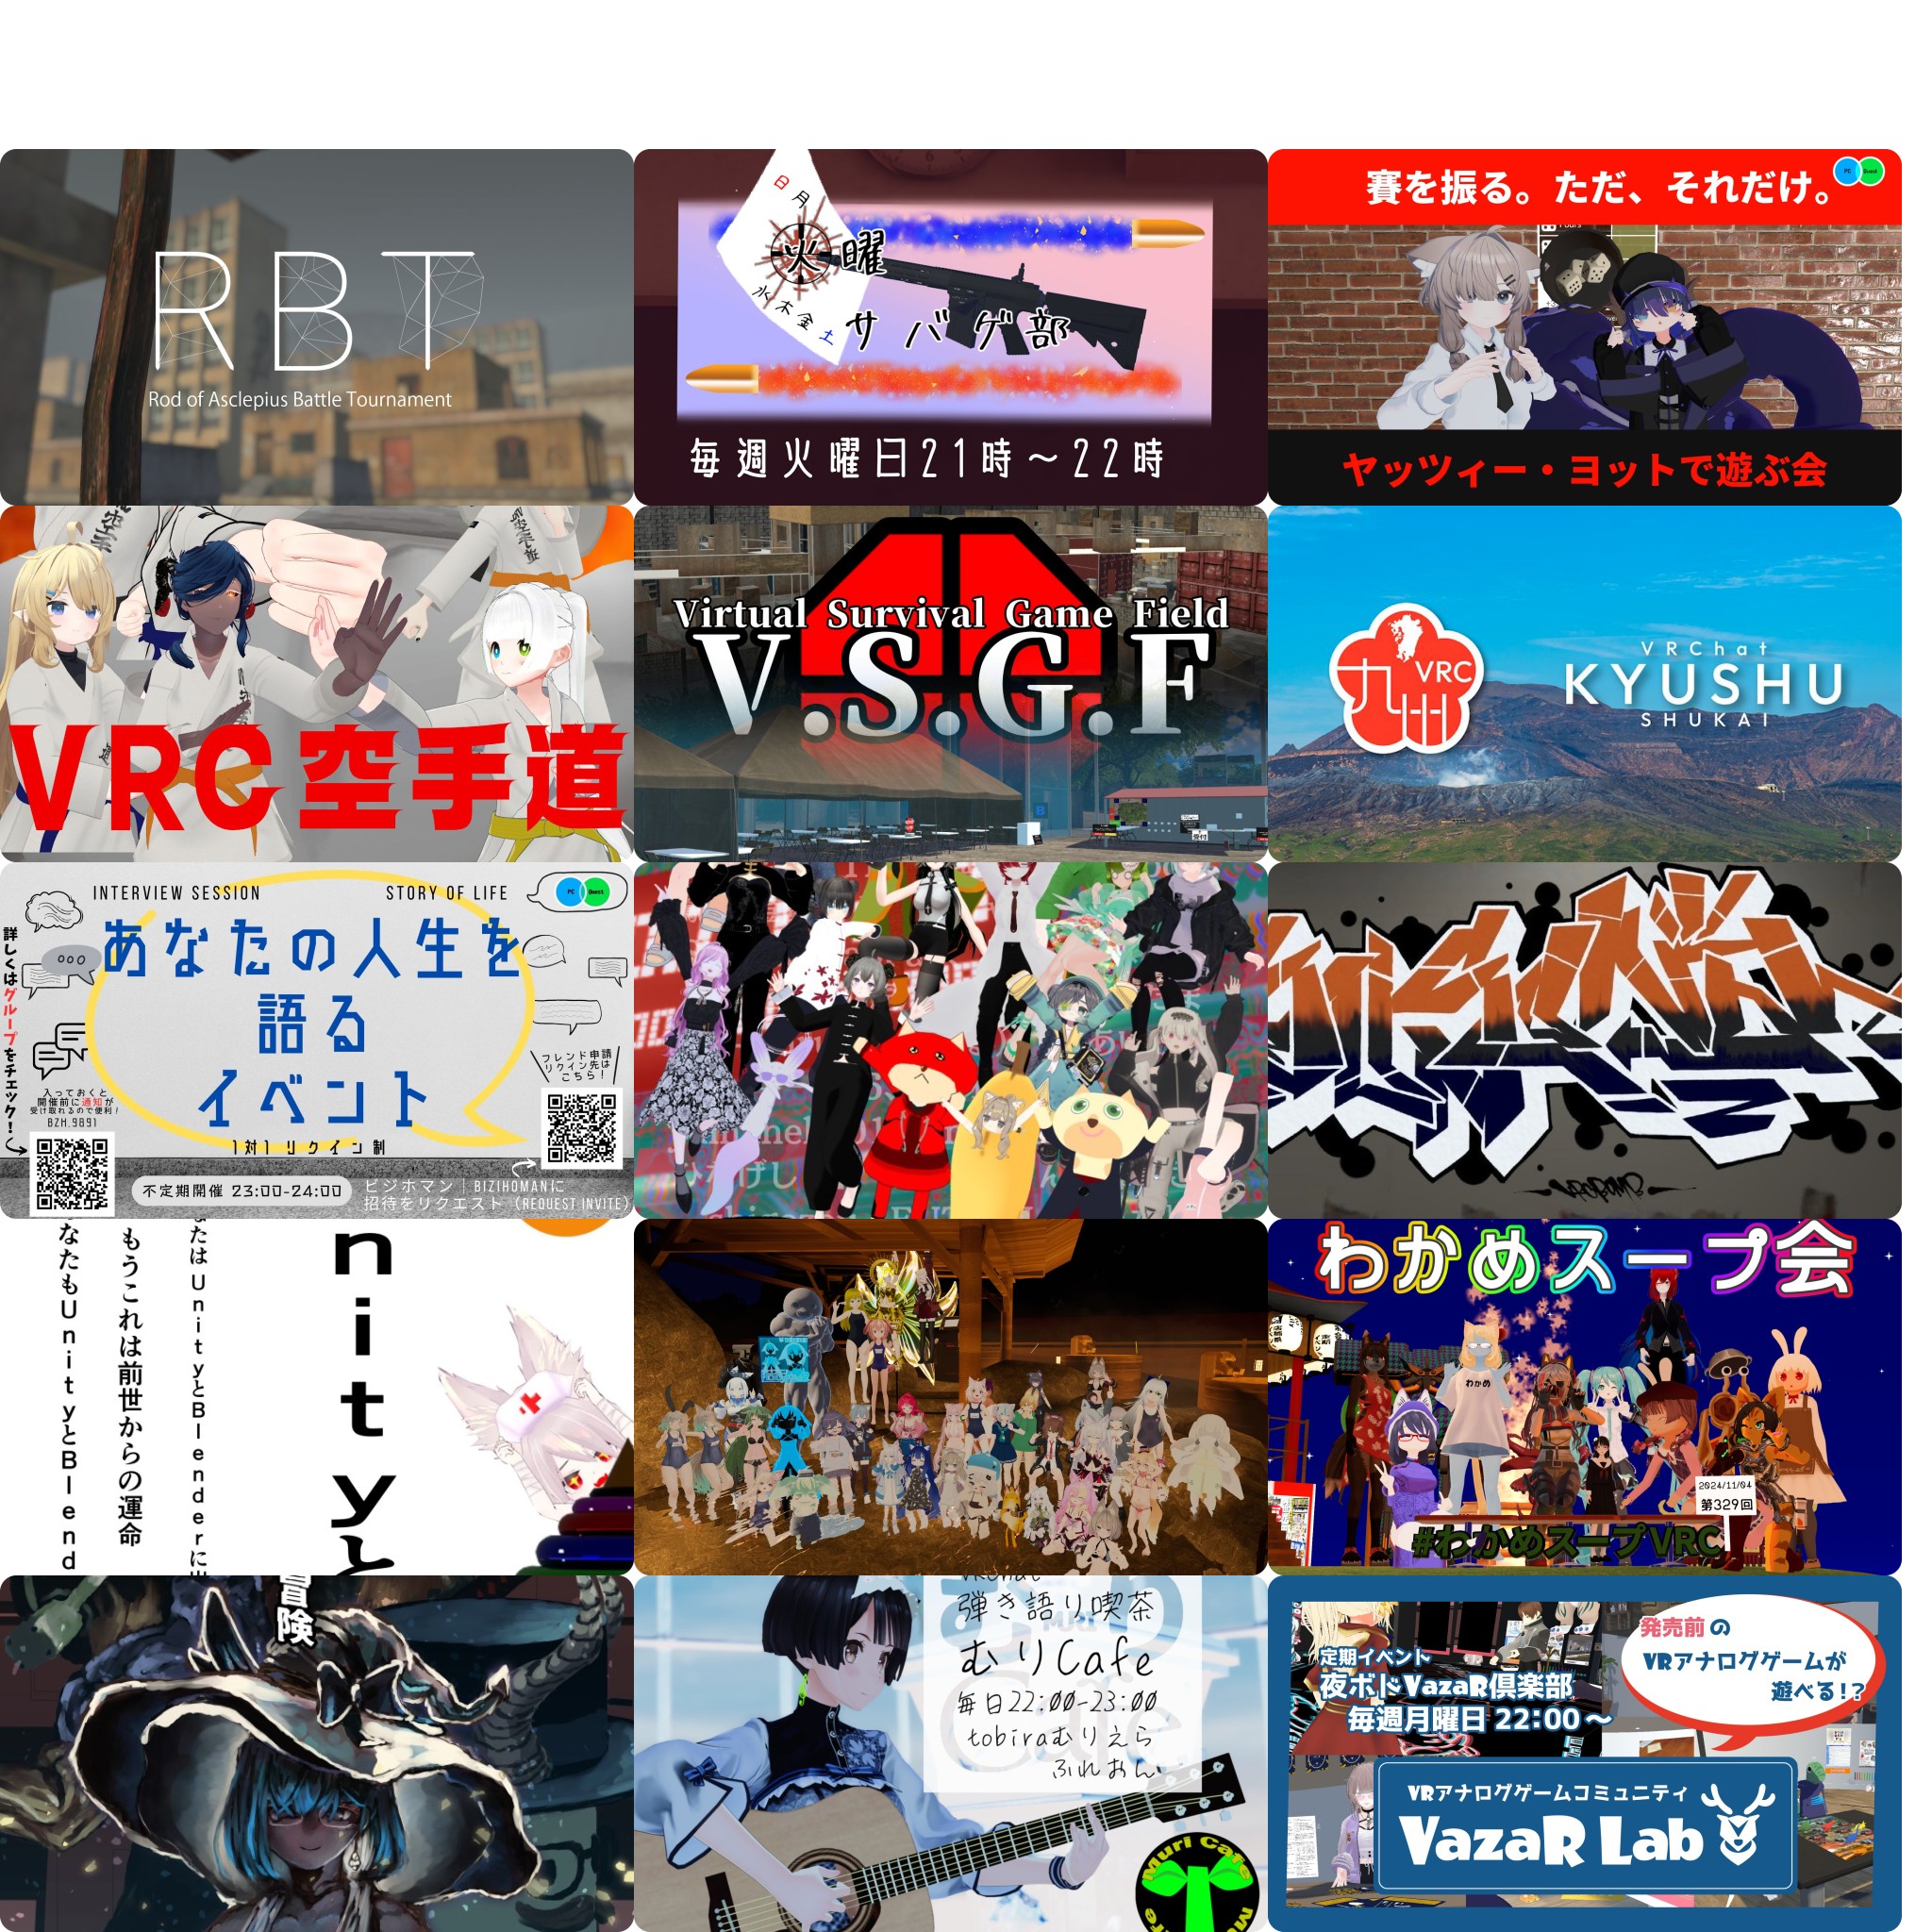 RBT
Rod of Asclepius Battle Tournament
日
月
火曜
水
木
金
土
サバゲ部
毎週火曜日21時～22時
賽を振る。ただ、それだけ。
PC Quest
ヤッツィー・ヨットで遊ぶ会
VRC空手道
Virtual Survival Game Field
V.S.G.F
受付
九州
VRC
VRChat
KYUSHU
SHUKAI
INTERVIEW SESSION
STORY OF LIFE
PC Quest
あなたの人生を
語る
イベント
1対1リクイン制
詳しくはグループをチェック!
入っておくと
開催前に通知が
受け取れるので便利!
BZH.9891
フレンド申請
リクイン先は
こちら!
不定期開催 23:00-24:00
ビジホマン｜BIZIHOMANに
招待をリクエスト（REQUEST INVITE）
nityと
たは UnityとBlenderに
もうこれは前世からの運命
なたもUnityとBlend
わかめスープ会
わかめ
2024/11/04
第329回
#わかめスープVRC
冒険
弾き語り喫茶
むりCafe
毎日22:00-23:00
tobiraむりえら
ふれおん
Muri Cafe
発売前の
VRアナログゲームが
遊べる!?
定期イベント
夜ボドVazaR倶楽部
毎週月曜日 22:00～
VRアナログゲームコミュニティ
VazaR Lab